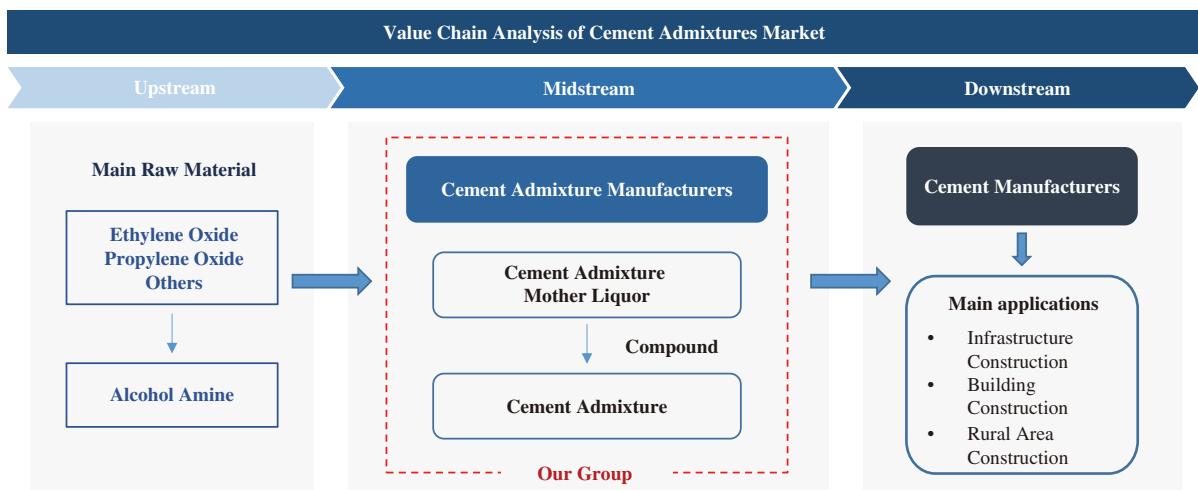 Value Chain Analysis of Cement Admixtures Market
Upstream
Midstream
Downstream
Main Raw Material
Ethylene Oxide
Propylene Oxide
Others
Alcohol Amine
Cement Admixture Manufacturers
Cement Admixture
Mother Liquor
Compound
Cement Admixture
Our Group
Cement Manufacturers
Main applications
• Infrastructure
Construction
• Building
Construction
• Rural Area
Construction